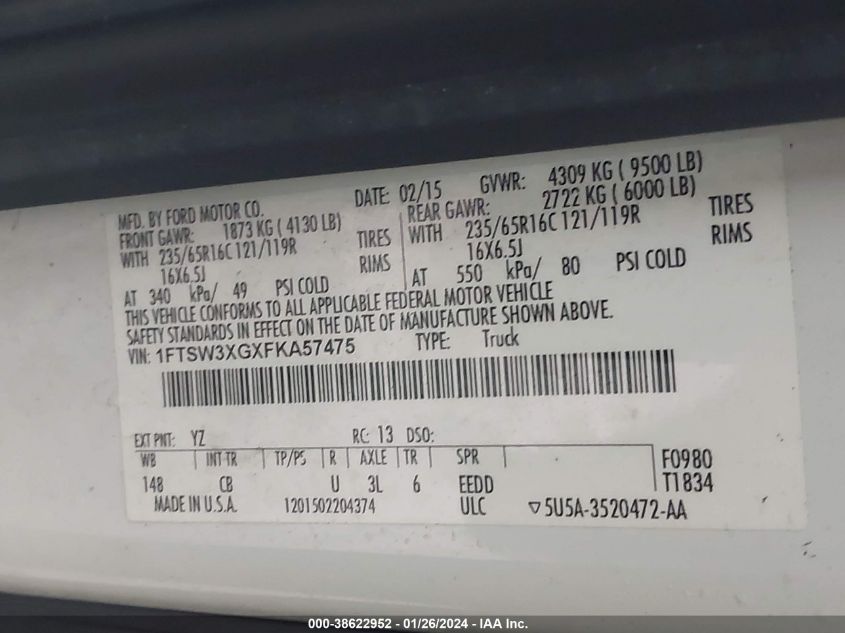 MFD. BY FORD MOTOR CO. DATE: 02/15 GVWR: 4309 KG ( 9500 LB)
FRONT GAWR: 1873 KG ( 4130 LB) REAR GAWR: 2722 KG ( 6000 LB)
WITH 235/65R16C 121/119R TIRES WITH 235/65R16C 121/119R TIRES
16X6.5J RIMS 16X6.5J RIMS
AT 340 kPa/ 49 PSI COLD AT 550 kPa/ 80 PSI COLD
THIS VEHICLE CONFORMS TO ALL APPLICABLE FEDERAL MOTOR VEHICLE
SAFETY STANDARDS IN EFFECT ON THE DATE OF MANUFACTURE SHOWN ABOVE.
VIN: 1FTSW3XGXFKA57475 TYPE: Truck
EXT PNT: YZ RC: 13 DSO:
WB INT TR TP/PS R AXLE TR SPR F0980
148 CB U 3L 6 EEDD T1834
MADE IN U.S.A. 1201502204374 ULC ▽5U5A-3520472-AA
000-38622952 - 01/26/2024 - IAA Inc.